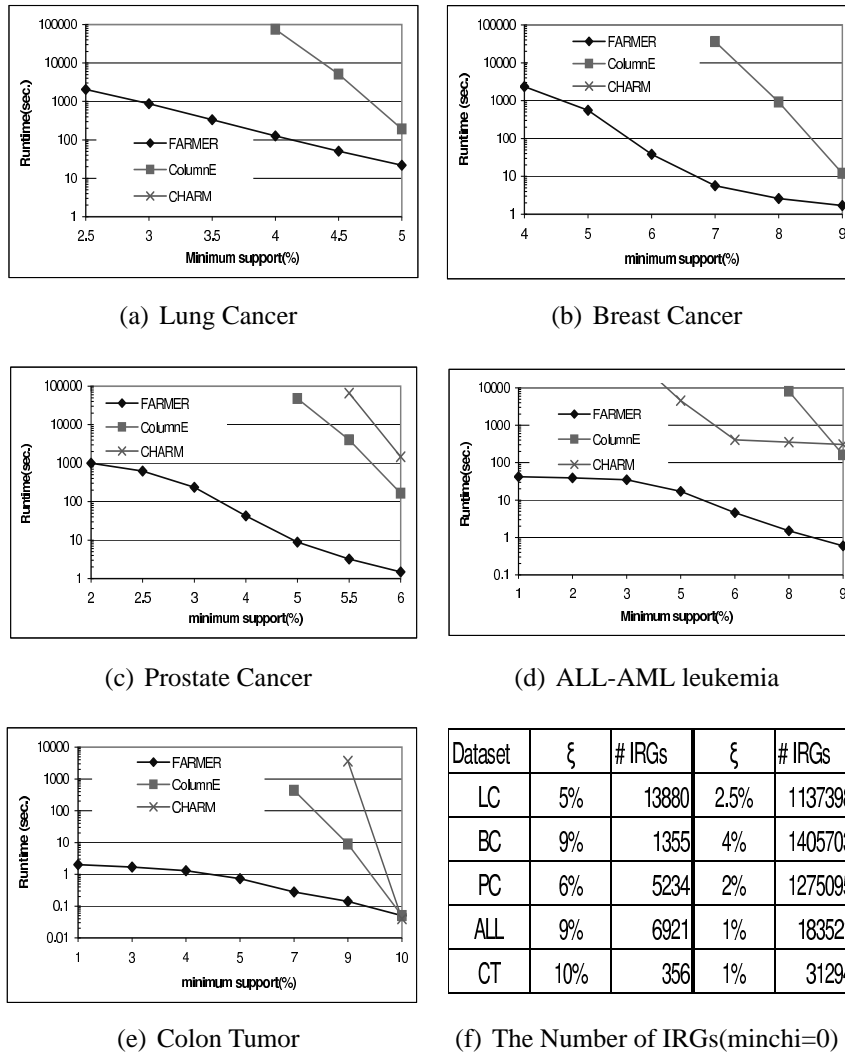 100000
10000
1000
100
10
1
Runtime(sec.)
FARMER
ColumnE
CHARM
2.5 3 3.5 4 4.5 5
Minimum support(%)
(a) Lung Cancer
100000
10000
1000
100
10
1
Runtime (sec.)
FARMER
ColumnE
CHARM
4 5 6 7 8 9
minimum support(%)
(b) Breast Cancer
100000
10000
1000
100
10
1
Runtime(sec.)
FARMER
ColumnE
CHARM
2 2.5 3 4 5 5.5 6
minimum support(%)
(c) Prostate Cancer
10000
1000
100
10
1
0.1
Runtime(sec.)
FARMER
ColumnE
CHARM
1 2 3 5 6 8 9
Minimum support(%)
(d) ALL-AML leukemia
10000
1000
100
10
1
0.1
0.01
Runtime (sec.)
FARMER
ColumnE
CHARM
1 3 4 5 7 9 10
minimum support(%)
(e) Colon Tumor
Dataset ξ # IRGs ξ # IRGs
LC 5% 13880 2.5% 1137398
BC 9% 1355 4% 1405703
PC 6% 5234 2% 1275095
ALL 9% 6921 1% 18352
CT 10% 356 1% 31294
(f) The Number of IRGs(minchi=0)